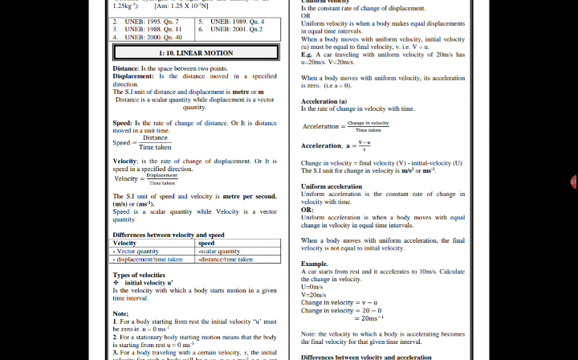 1.25kg⁻³)      [Ans: 1.25 X
2. UNEB: 1995. Qn. 7
3. UNEB: 1988. Qn. 11
4. UNEB: 2000. Qn. 40
5. UNEB: 1989. Qn. 4
6. UNEB: 2001. Qn.2
1: 10. LINEAR MOTION
Distance: Is the space between two points.
Displacement: Is the distance moved in a specified
direction
The S.I unit of distance and displacement is metre or m
Distance is a scalar quantity while displacement is a vector
quantity.
Speed: Is the rate of change of distance. Or It is distance
moved in a unit time.
Speed = Distance / Time taken
Velocity: is the rate of change of displacement. Or It is
speed in a specified direction.
Velocity = Displacement / Time taken
The S.I unit of speed and velocity is metre per second,
(m/s) or (ms⁻¹).
Speed is a scalar quantity while Velocity is a vector
quantity.
Differences between velocity and speed
Velocity speed
- Vector quantity -scalar quantity
- displacement/time taken -distance/time taken
Types of velocities
❖ initial velocity u'
Is the velocity with which a body starts motion in a given
time interval.
Note;
1. For a body starting from rest the initial velocity "u' must
be zero ie. u = 0 ms⁻¹
2. For a stationary body starting motion means that the body
is starting from rest u = 0 ms⁻¹
3. For a body traveling with a certain velocity, x, the initial
Uniform velocity
Is the constant rate of change of displacement.
OR
Uniform velocity is when a body makes equal displacements
in equal time intervals.
When a body moves with uniform velocity, initial velocity
(u) must be equal to final velocity, v. i.e V = u.
E.g. A car traveling with uniform velocity of 20m/s has
u=20m/s. V=20m/s.
When a body moves with uniform velocity, its acceleration
is zero. (i.e a = 0).
Acceleration (a)
Is the rate of change in velocity with time.
Acceleration = Change in velocity / Time taken
Acceleration, a = v − u / t
Change in velocity = final velocity (V) - initial-velocity (U)
The S.I unit for change in velocity is m/s² or ms⁻².
Uniform acceleration
Uniform acceleration is the constant rate of change in
velocity with time.
OR:
Uniform acceleration is when a body moves with equal
change in velocity in equal time intervals.
When a body moves with uniform acceleration, the final
velocity is not equal to initial velocity.
Example.
A car starts from rest and it accelerates to 10m/s. Calculate
the change in velocity.
U=0m/s
V=20m/s
Change in velocity = v − u
Change in velocity = 20 − 0
= 20ms⁻¹
Note: the velocity to which a body is accelerating becomes
the final velocity for that given time interval.
Differences between velocity and acceleration